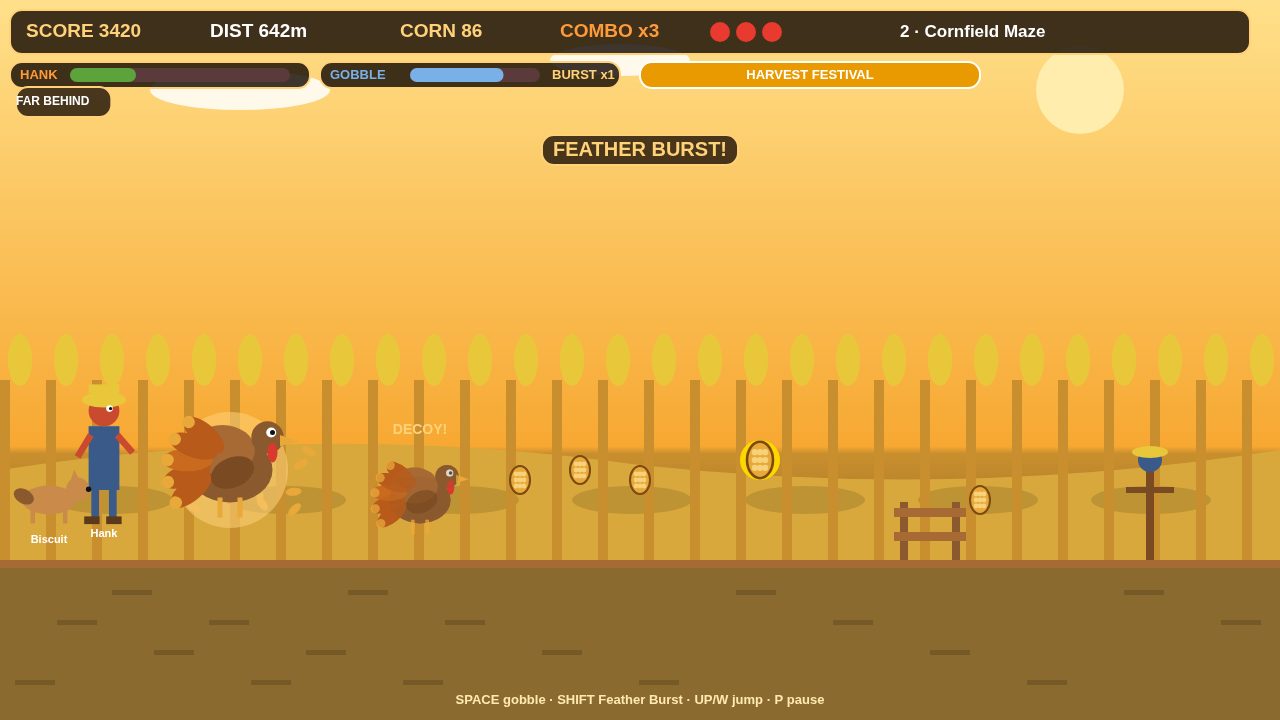 SCORE 3420 DIST 642m CORN 86 COMBO x3 2 · Cornfield Maze
HANK GOBBLE BURST x1 HARVEST FESTIVAL
FAR BEHIND
FEATHER BURST!
DECOY!
Biscuit Hank
SPACE gobble · SHIFT Feather Burst · UP/W jump · P pause